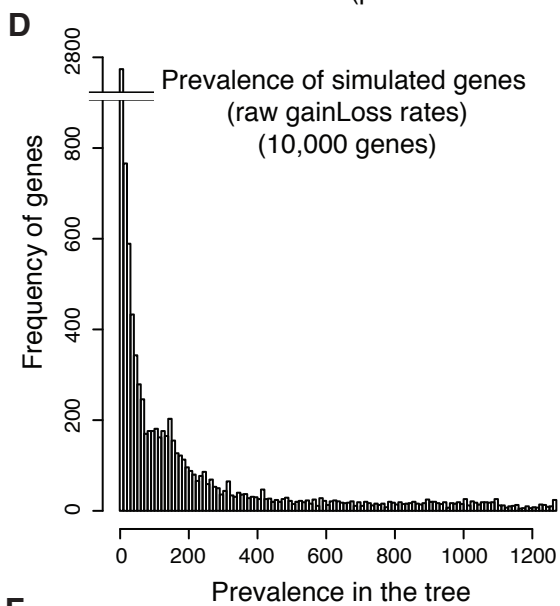 D
Prevalence of simulated genes
(raw gainLoss rates)
(10,000 genes)
Frequency of genes
2800
800
600
400
200
0
0 200 400 600 800 1000 1200
Prevalence in the tree